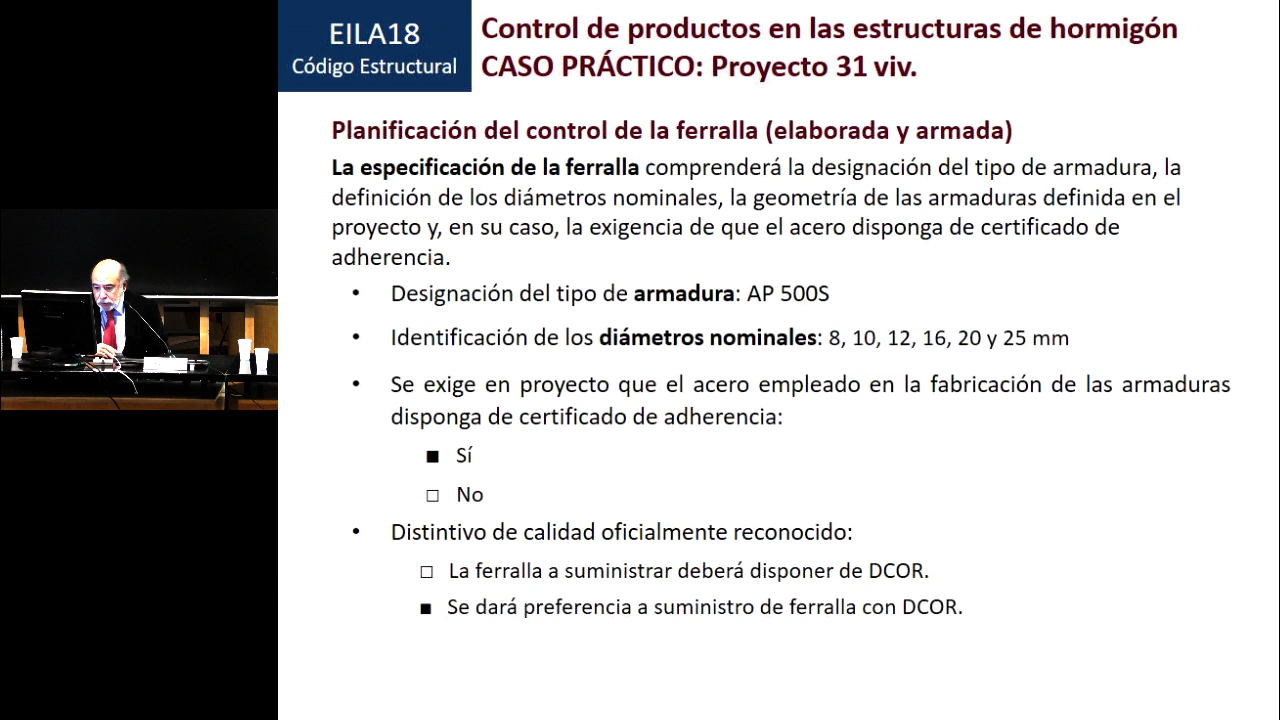 EILA18
Código Estructural
Control de productos en las estructuras de hormigón
CASO PRÁCTICO: Proyecto 31 viv.
Planificación del control de la ferralla (elaborada y armada)
La especificación de la ferralla comprenderá la designación del tipo de armadura, la
definición de los diámetros nominales, la geometría de las armaduras definida en el
proyecto y, en su caso, la exigencia de que el acero disponga de certificado de
adherencia.
• Designación del tipo de armadura: AP 500S
• Identificación de los diámetros nominales: 8, 10, 12, 16, 20 y 25 mm
• Se exige en proyecto que el acero empleado en la fabricación de las armaduras
disponga de certificado de adherencia:
■ Sí
□ No
• Distintivo de calidad oficialmente reconocido:
□ La ferralla a suministrar deberá disponer de DCOR.
■ Se dará preferencia a suministro de ferralla con DCOR.